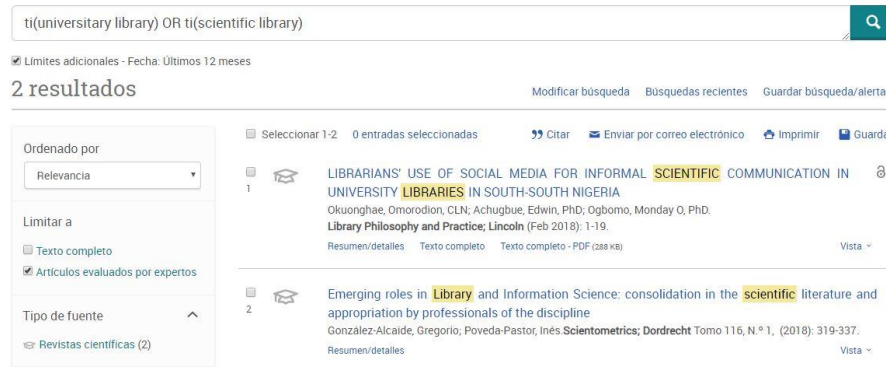 ti(universitary library) OR ti(scientific library)
Límites adicionales - Fecha: Últimos 12 meses
2 resultados
Modificar búsqueda Búsquedas recientes Guardar búsqueda/alerta
Ordenado por
Relevancia
Limitar a
Texto completo
Artículos evaluados por expertos
Tipo de fuente
Revistas científicas (2)
Seleccionar 1-2 0 entradas seleccionadas Citar Enviar por correo electrónico Imprimir Guarda
1
LIBRARIANS' USE OF SOCIAL MEDIA FOR INFORMAL SCIENTIFIC COMMUNICATION IN
UNIVERSITY LIBRARIES IN SOUTH-SOUTH NIGERIA
Okuonghae, Omorodion, CLN; Achugbue, Edwin, PhD; Ogbomo, Monday O, PhD.
Library Philosophy and Practice; Lincoln (Feb 2018): 1-19.
Resumen/detalles Texto completo Texto completo - PDF (288 KB) Vista
2
Emerging roles in Library and Information Science: consolidation in the scientific literature and
appropriation by professionals of the discipline
González-Alcaide, Gregorio; Poveda-Pastor, Inés. Scientometrics; Dordrecht Tomo 116, N.º 1, (2018): 319-337.
Resumen/detalles Vista